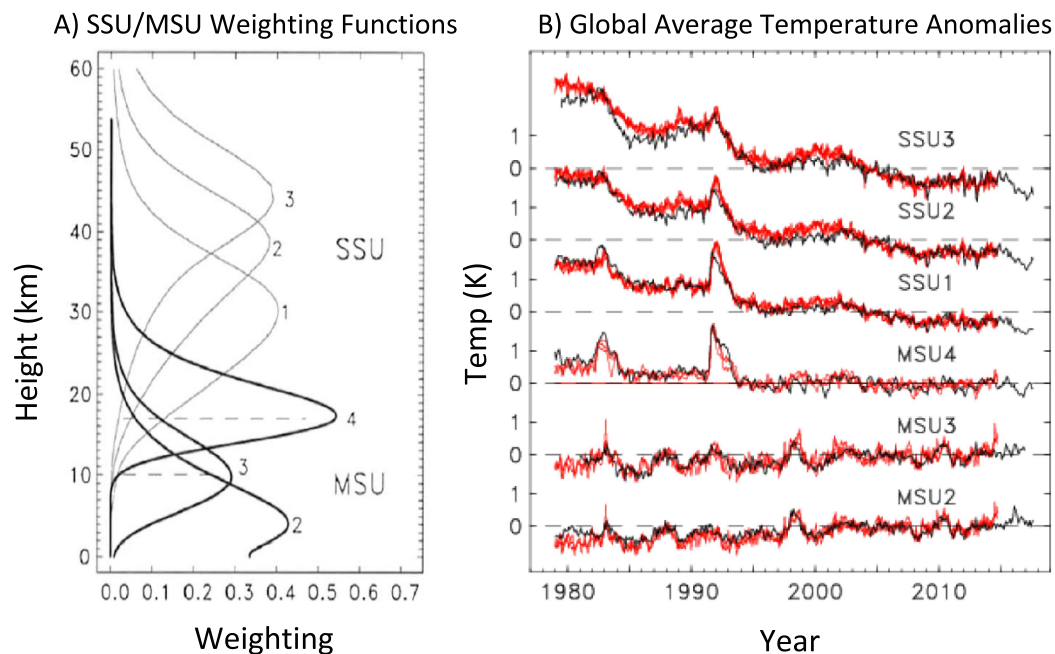 A) SSU/MSU Weighting Functions
60
50
40
30
20
10
0
Height (km)
3
2
1
SSU
4
3
MSU
2
0.0 0.1 0.2 0.3 0.4 0.5 0.6 0.7
Weighting
B) Global Average Temperature Anomalies
Temp (K)
1
0
SSU3
1
0
SSU2
1
0
SSU1
1
0
MSU4
1
0
MSU3
1
0
MSU2
1980 1990 2000 2010
Year